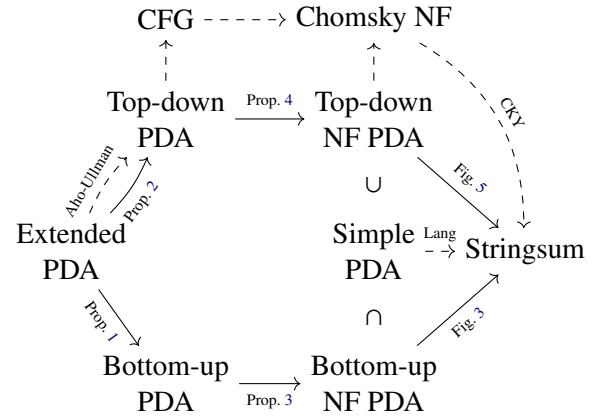 CFG
Chomsky NF
CKY
Top-down
PDA
Prop. 4
Top-down
NF PDA
Aho-Ullman
Prop. 2
Fig. 5
∪
Extended
PDA
Simple
PDA
Lang
Stringsum
Prop. 1
∩
Fig. 3
Bottom-up
PDA
Prop. 3
Bottom-up
NF PDA